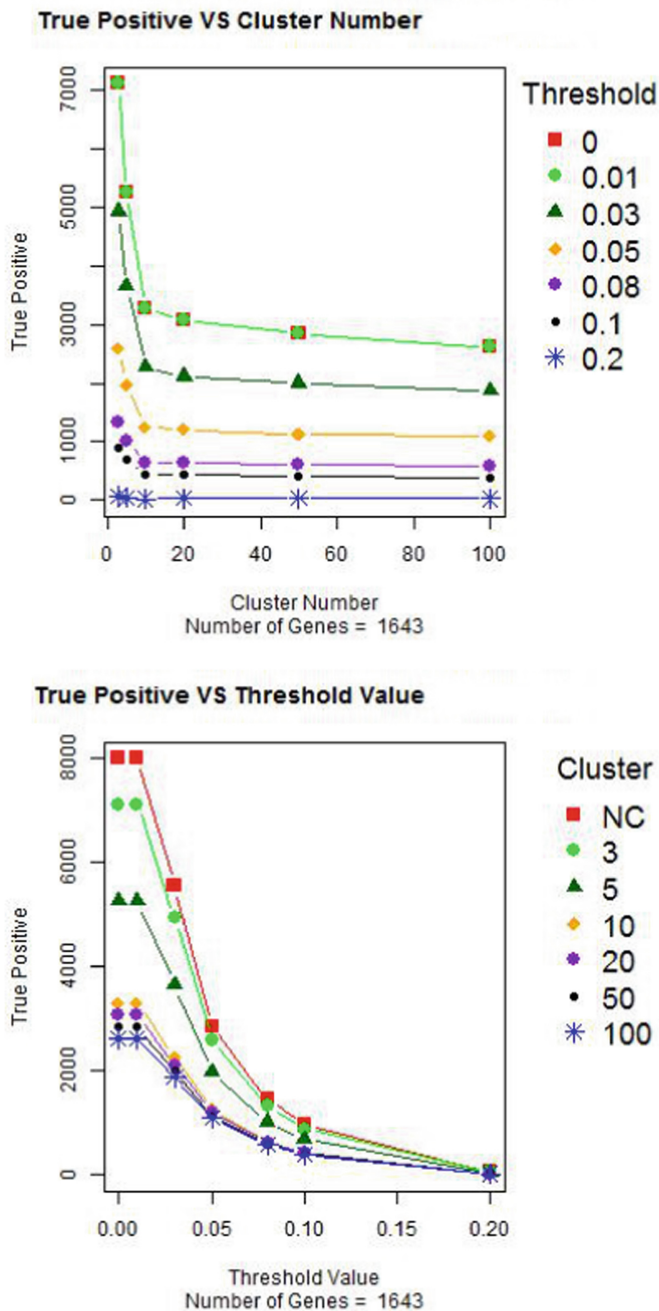 True Positive VS Cluster Number
7000
5000
3000
1000
0
True Positive
0 20 40 60 80 100
Cluster Number
Number of Genes = 1643
Threshold
0
0.01
0.03
0.05
0.08
0.1
0.2
True Positive VS Threshold Value
8000
6000
4000
2000
0
True Positive
0.00 0.05 0.10 0.15 0.20
Threshold Value
Number of Genes = 1643
Cluster
NC
3
5
10
20
50
100